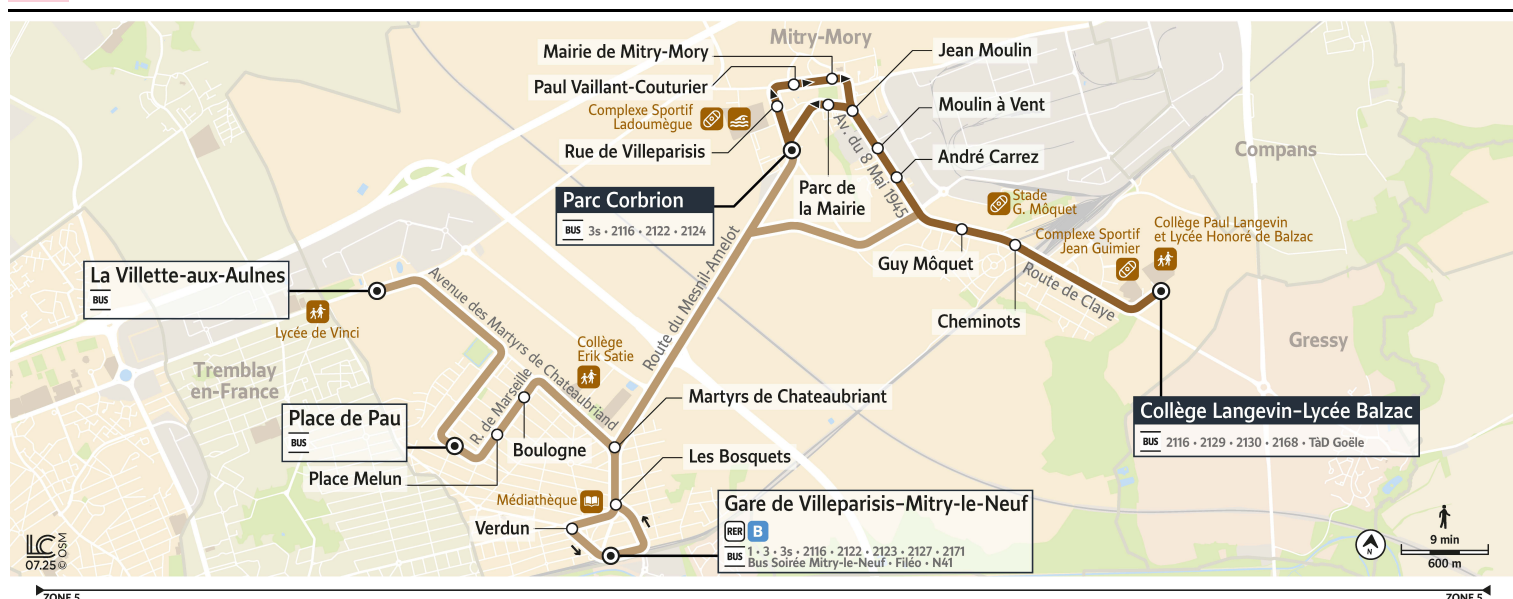 Mitry-Mory
Mairie de Mitry-Mory
Jean Moulin
Paul Vaillant-Couturier
Complexe Sportif
Ladoumègue
Moulin à Vent
Rue de Villeparisis
André Carrez
Compans
Av. du 8 Mai 1945
Parc de
la Mairie
Parc Corbrion
BUS 3s • 2116 • 2122 • 2124
Stade
G. Môquet
Complexe Sportif
Jean Guimier
Collège Paul Langevin
et Lycée Honoré de Balzac
Guy Môquet
Route de Claye
Cheminots
La Villette-aux-Aulnes
BUS
Lycée de Vinci
Avenue des Martyrs de Chateaubriand
Route du Mesnil-Amelot
Collège
Erik Satie
Gressy
Tremblay
en-France
Martyrs de Chateaubriant
Collège Langevin–Lycée Balzac
BUS 2116 • 2129 • 2130 • 2168 • TàD Goële
Place de Pau
BUS
R. de Marseille
Boulogne
Place Melun
Les Bosquets
Médiathèque
Verdun
Gare de Villeparisis–Mitry-le-Neuf
RER B
BUS 1 • 3 • 3s • 2116 • 2122 • 2123 • 2127 • 2171
Bus Soirée Mitry-le-Neuf • Filéo • N41
LC
07.25 © OSM
N
9 min
600 m
ZONE 5
ZONE 5